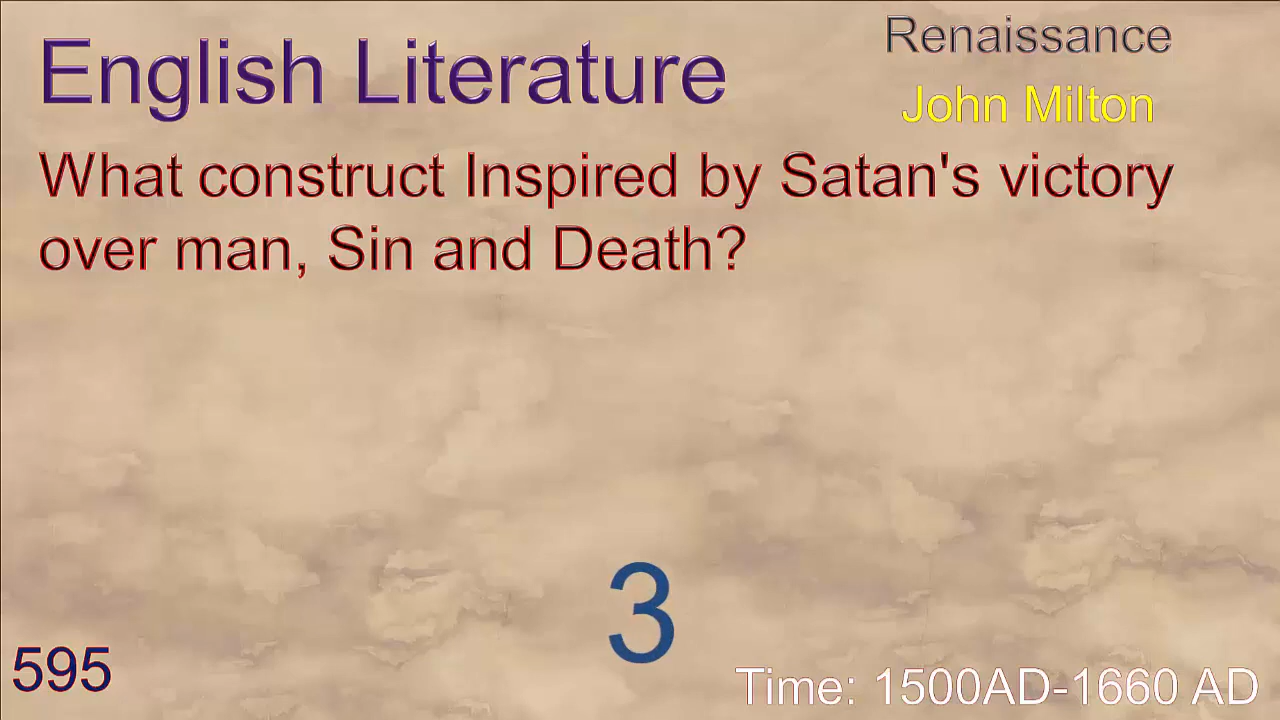 English Literature
Renaissance
John Milton
What construct Inspired by Satan's victory
over man, Sin and Death?
3
595
Time: 1500AD-1660 AD